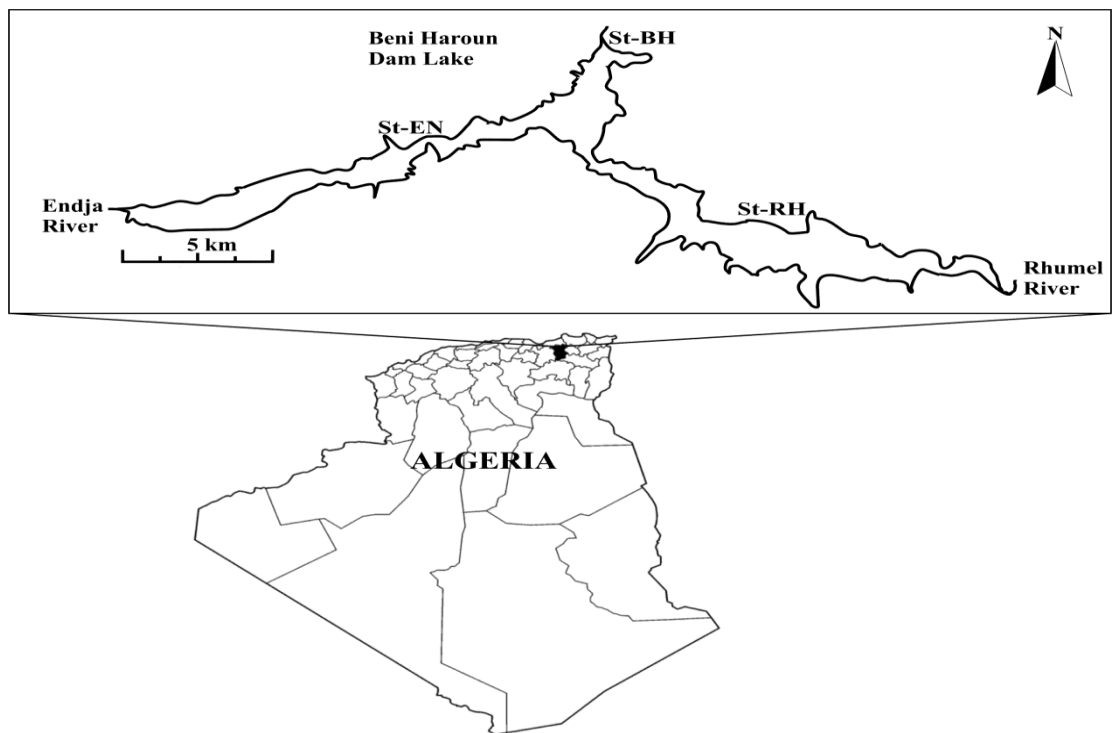 Beni Haroun
Dam Lake
St-BH
N
St-EN
Endja
River
5 km
St-RH
Rhumel
River
ALGERIA